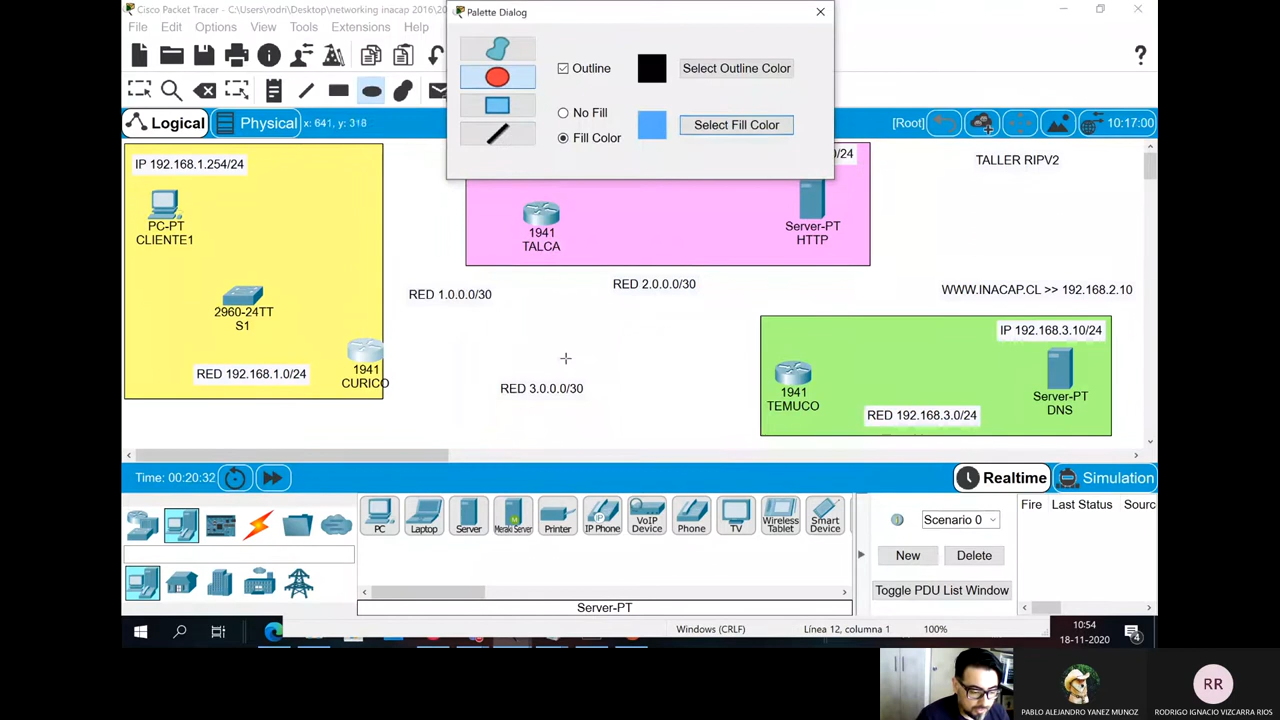 Cisco Packet Tracer - C:\Users\rodri\Desktop\networking inacap 2016\20
Palette Dialog
File Edit Options View Tools Extensions Help
Outline
Select Outline Color
No Fill
Fill Color
Select Fill Color
Logical
Physical
x: 641, y: 318
[Root]
10:17:00
IP 192.168.1.254/24
PC-PT
CLIENTE1
2960-24TT
S1
RED 192.168.1.0/24
1941
CURICO
1941
TALCA
0/24
Server-PT
HTTP
TALLER RIPV2
RED 1.0.0.0/30
RED 2.0.0.0/30
WWW.INACAP.CL >> 192.168.2.10
RED 3.0.0.0/30
IP 192.168.3.10/24
1941
TEMUCO
RED 192.168.3.0/24
Server-PT
DNS
Time: 00:20:32
Realtime
Simulation
PC
Laptop
Server
Meraki Server
Printer
IP Phone
VoIP Device
Phone
TV
Wireless Tablet
Smart Device
Scenario 0
New
Delete
Toggle PDU List Window
Fire Last Status Sourc
Server-PT
Windows (CRLF)
Línea 12, columna 1
100%
10:54
18-11-2020
4
RR
PABLO ALEJANDRO YANEZ MUNOZ
RODRIGO IGNACIO VIZCARRA RIOS